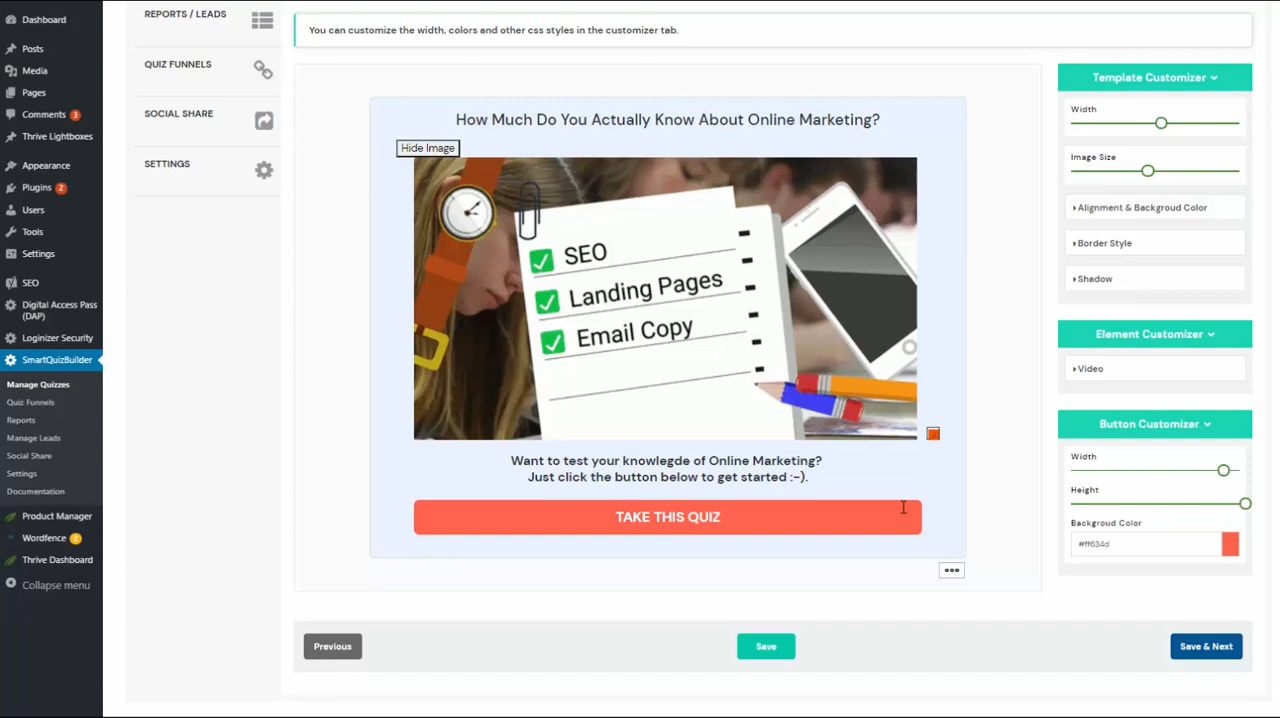 Dashboard
Posts
Media
Pages
Comments 3
Thrive Lightboxes
Appearance
Plugins 2
Users
Tools
Settings
SEO
Digital Access Pass
(DAP)
Loginizer Security
SmartQuizBuilder
Manage Quizzes
Quiz Funnels
Reports
Manage Leads
Social Share
Settings
Documentation
Product Manager
Wordfence 2
Thrive Dashboard
Collapse menu
REPORTS / LEADS
QUIZ FUNNELS
SOCIAL SHARE
SETTINGS
You can customize the width, colors and other css styles in the customizer tab.
How Much Do You Actually Know About Online Marketing?
Hide Image
SEO
Landing Pages
Email Copy
Want to test your knowlegde of Online Marketing?
Just click the button below to get started :-).
TAKE THIS QUIZ
Previous
Save
Save & Next
Template Customizer
Width
Image Size
Alignment & Backgroud Color
Border Style
Shadow
Element Customizer
Video
Button Customizer
Width
Height
Backgroud Color
#ff634d